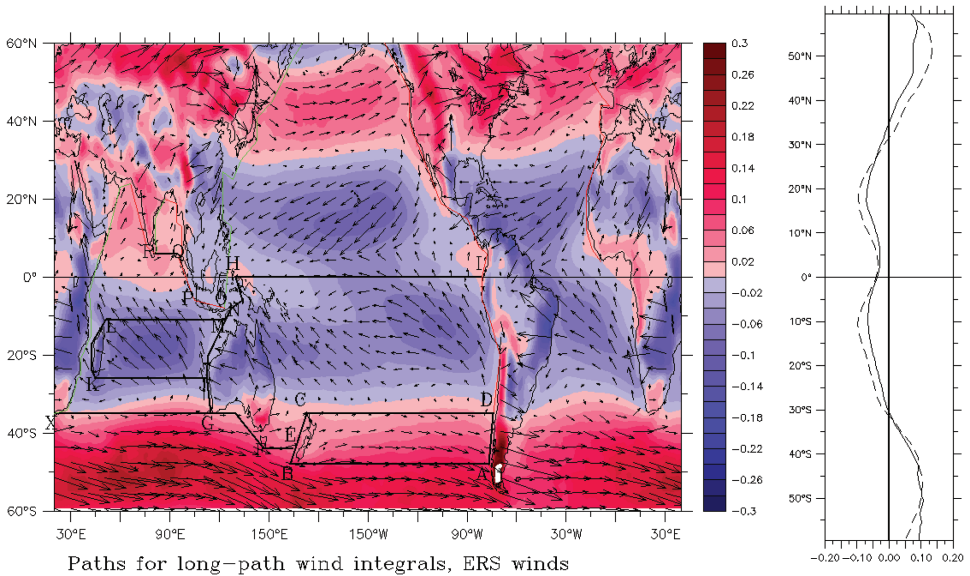 60°N
40°N
20°N
0°
20°S
40°S
60°S
30°E
90°E
150°E
150°W
90°W
30°W
30°E
R
Q
H
I
P
O
N
L
M
K
J
X
G
C
D
E
B
A
0.3
0.26
0.22
0.18
0.14
0.1
0.06
0.02
-0.02
-0.06
-0.1
-0.14
-0.18
-0.22
-0.26
-0.3
Paths for long-path wind integrals, ERS winds
50°N
40°N
30°N
20°N
10°N
0°
10°S
20°S
30°S
40°S
50°S
-0.20
-0.10
0.00
0.10
0.20